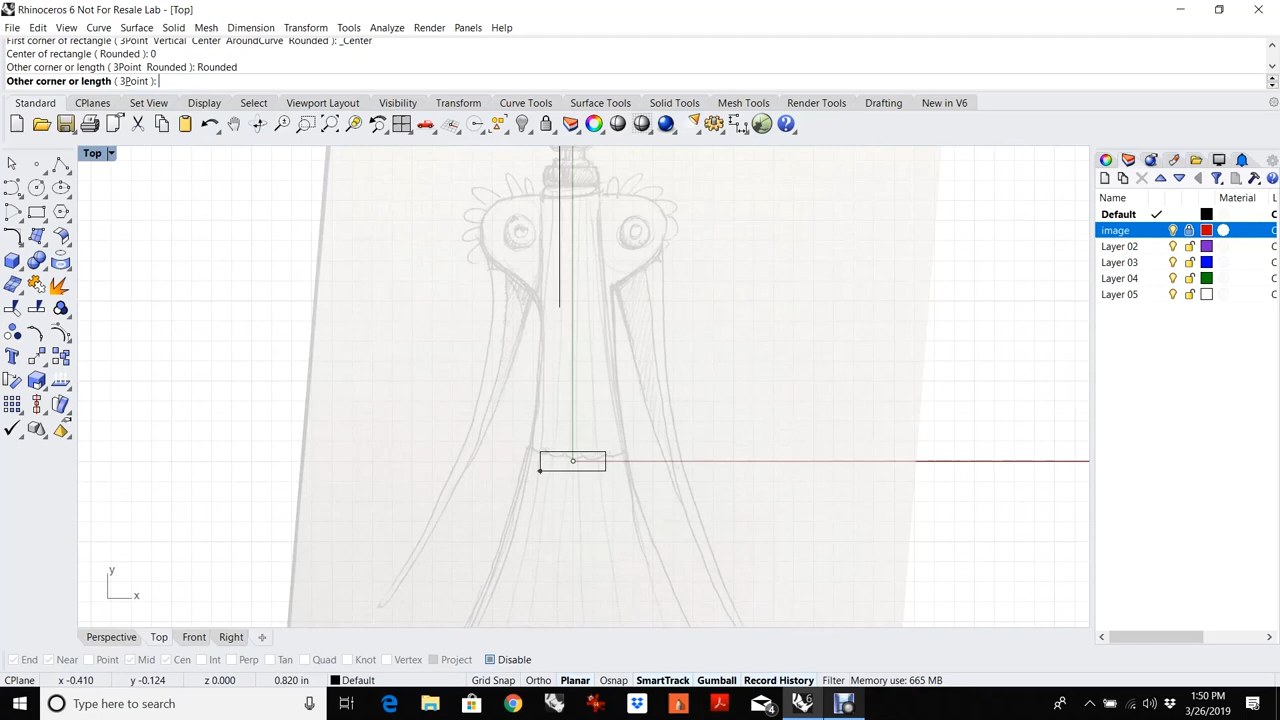 Rhinoceros 6 Not For Resale Lab - [Top]
File Edit View Curve Surface Solid Mesh Dimension Transform Tools Analyze Render Panels Help
First corner of rectangle ( 3Point Vertical Center AroundCurve Rounded ): _Center
Center of rectangle ( Rounded ): 0
Other corner or length ( 3Point Rounded ): Rounded
Other corner or length ( 3Point ):
Standard CPlanes Set View Display Select Viewport Layout Visibility Transform Curve Tools Surface Tools Solid Tools Mesh Tools Render Tools Drafting New in V6
Top
Name Material L
Default C
image C
Layer 02 C
Layer 03 C
Layer 04 C
Layer 05 C
y
x
Perspective Top Front Right
End Near Point Mid Cen Int Perp Tan Quad Knot Vertex Project Disable
CPlane x -0.410 y -0.124 z 0.000 0.820 in Default Grid Snap Ortho Planar Osnap SmartTrack Gumball Record History Filter Memory use: 665 MB
Type here to search
4
1:50 PM
3/26/2019